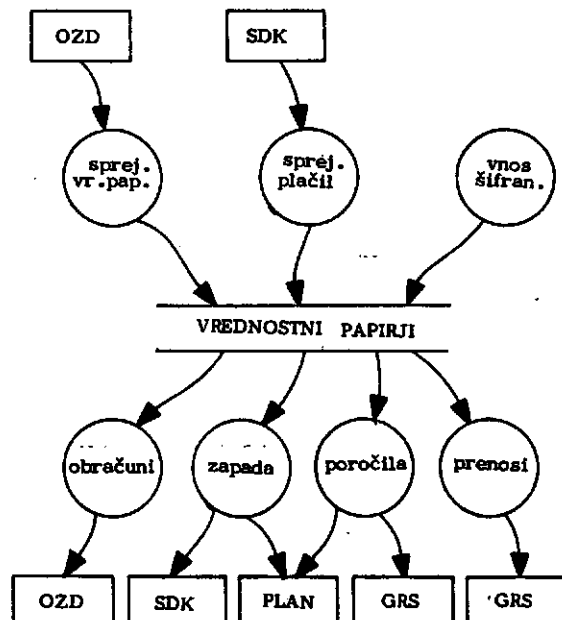 OZD
SDK
sprej.
vr.pap.
sprej.
plačil
vnos
šifran.
VREDNOSTNI PAPIRJI
obračuni
zapada
poročila
prenosi
OZD
SDK
PLAN
GRS
GRS